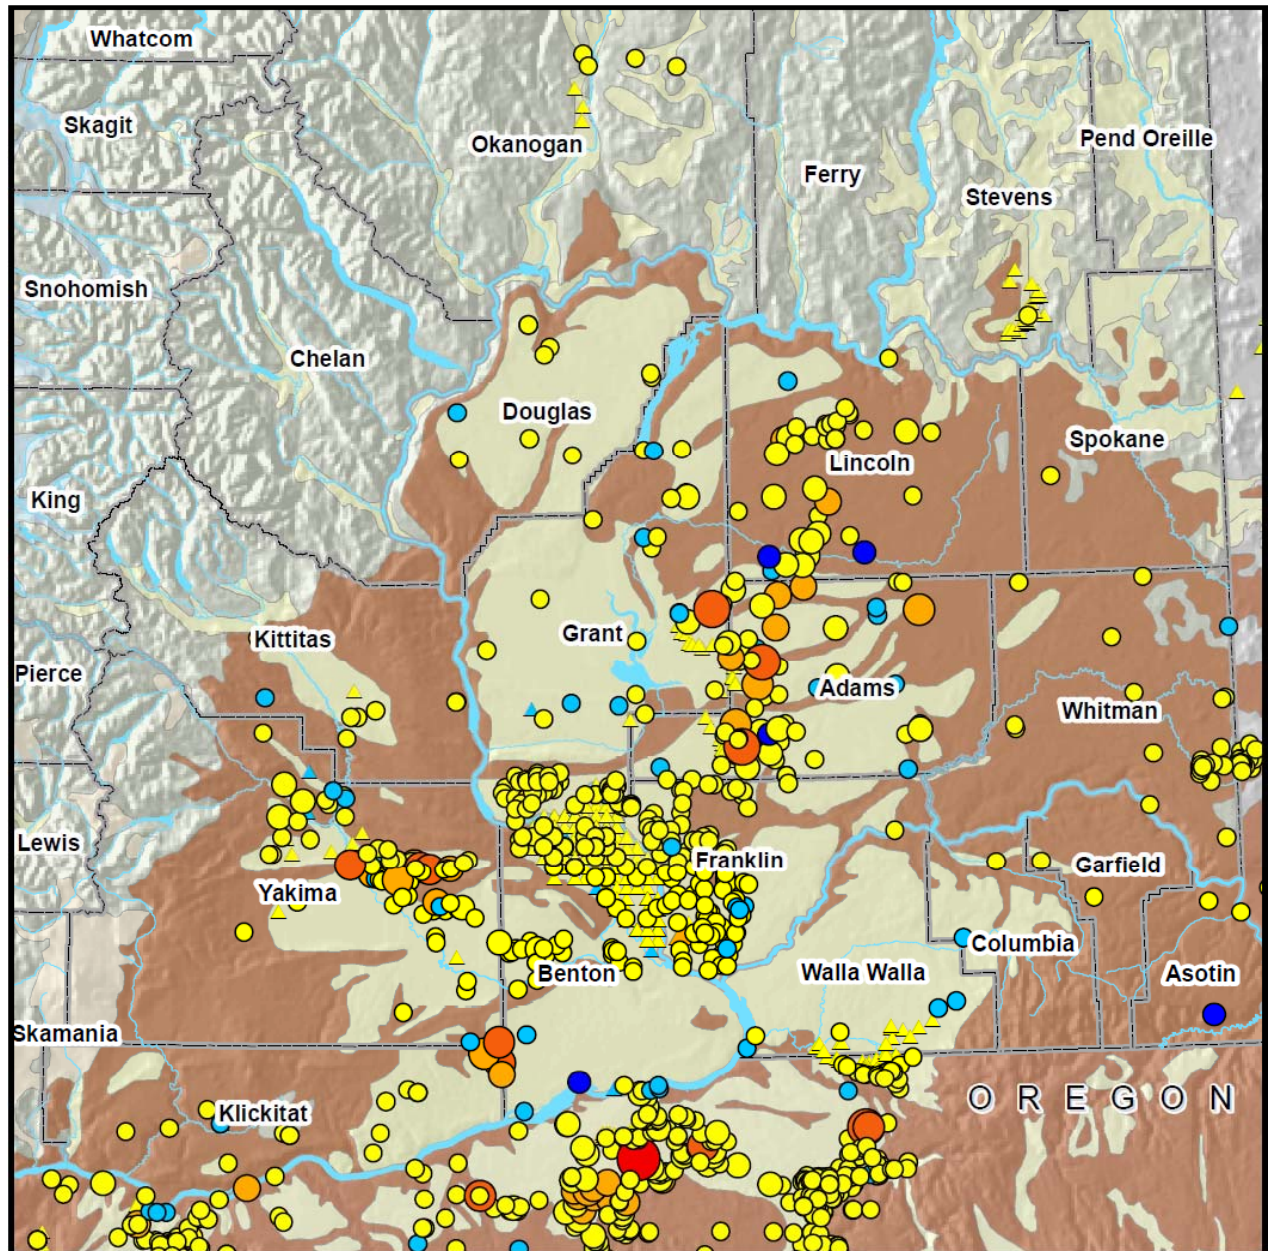 Whatcom
Skagit
Okanogan
Pend Oreille
Ferry
Stevens
Snohomish
Chelan
Douglas
Spokane
Lincoln
King
Grant
Kittitas
Pierce
Adams
Whitman
Lewis
Franklin
Garfield
Yakima
Columbia
Benton
Walla Walla
Asotin
Skamania
Klickitat
OREGON